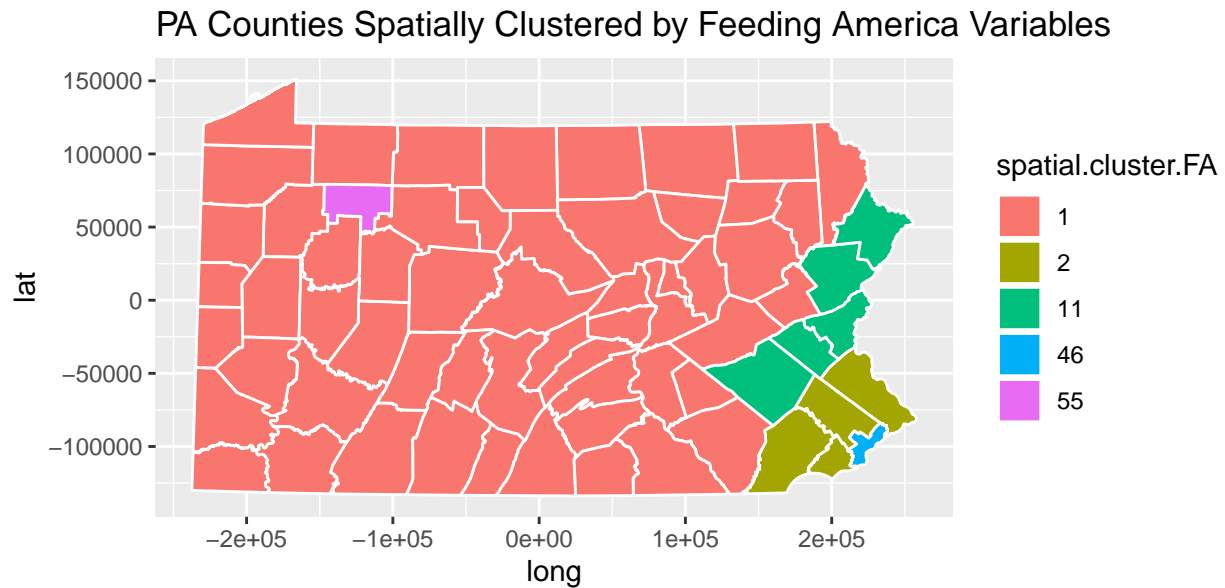 PA Counties Spatially Clustered by Feeding America Variables
150000
100000
50000
0
−50000
−100000
lat
−2e+05
−1e+05
0e+00
1e+05
2e+05
long
spatial.cluster.FA
1
2
11
46
55